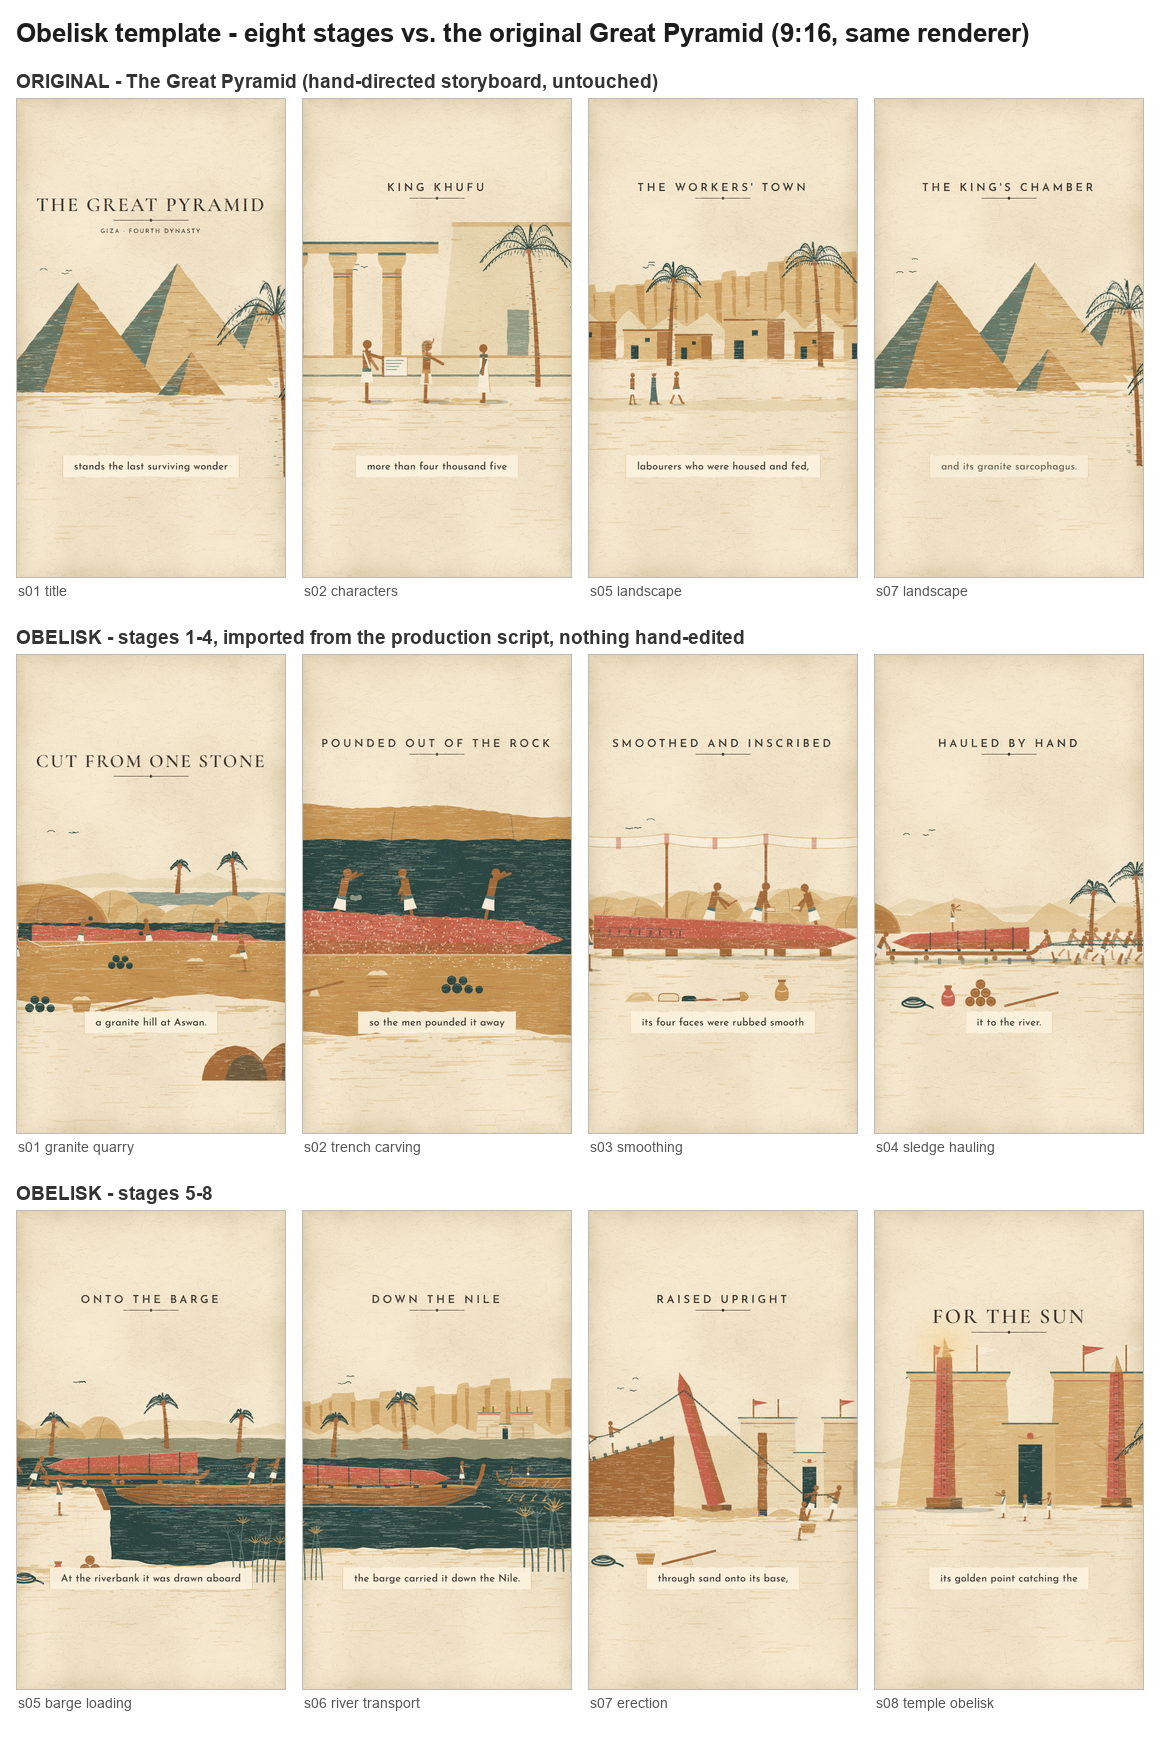 Obelisk template - eight stages vs. the original Great Pyramid (9:16, same renderer)
ORIGINAL - The Great Pyramid (hand-directed storyboard, untouched)
THE GREAT PYRAMID
GIZA · FOURTH DYNASTY
stands the last surviving wonder
KING KHUFU
more than four thousand five
THE WORKERS' TOWN
labourers who were housed and fed,
THE KING'S CHAMBER
and its granite sarcophagus.
s01 title
s02 characters
s05 landscape
s07 landscape
OBELISK - stages 1-4, imported from the production script, nothing hand-edited
CUT FROM ONE STONE
a granite hill at Aswan.
POUNDED OUT OF THE ROCK
so the men pounded it away
SMOOTHED AND INSCRIBED
its four faces were rubbed smooth
HAULED BY HAND
it to the river.
s01 granite quarry
s02 trench carving
s03 smoothing
s04 sledge hauling
OBELISK - stages 5-8
ONTO THE BARGE
At the riverbank it was drawn aboard
DOWN THE NILE
the barge carried it down the Nile.
RAISED UPRIGHT
through sand onto its base,
FOR THE SUN
its golden point catching the
s05 barge loading
s06 river transport
s07 erection
s08 temple obelisk